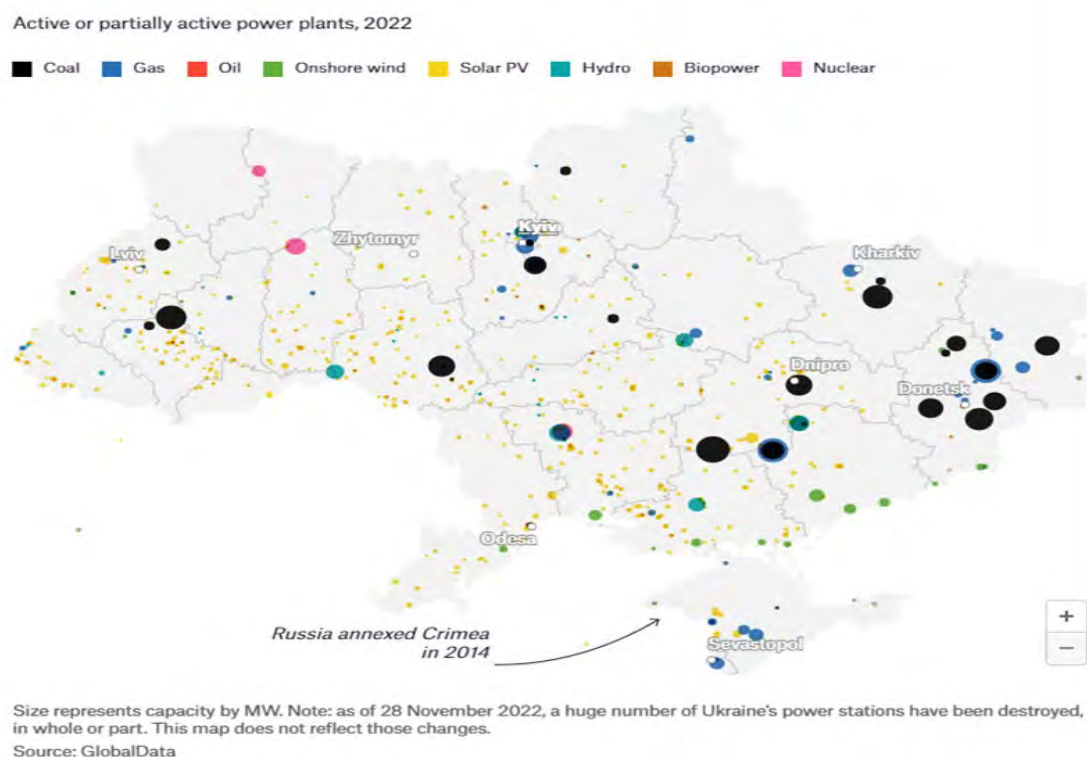 Active or partially active power plants, 2022
Coal Gas Oil Onshore wind Solar PV Hydro Biopower Nuclear
Kyiv
Zhytomyr
Lviv
Kharkiv
Dnipro
Donetsk
Odesa
Russia annexed Crimea
in 2014
Sevastopol
+
−
Size represents capacity by MW. Note: as of 28 November 2022, a huge number of Ukraine's power stations have been destroyed,
in whole or part. This map does not reflect those changes.
Source: GlobalData